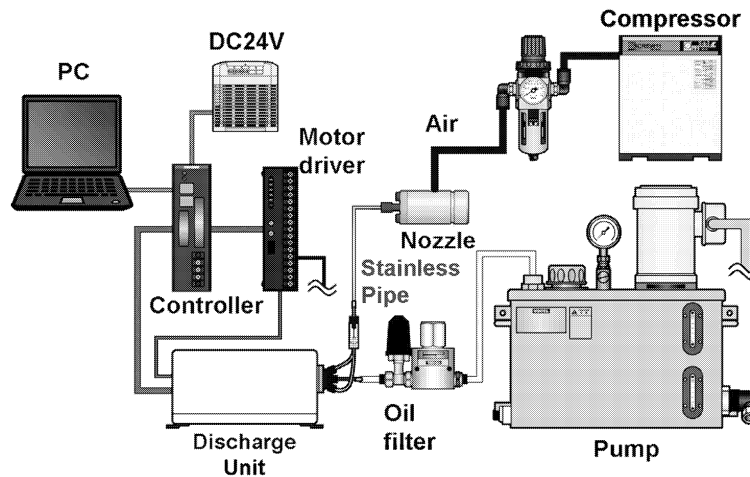 Compressor
DC24V
PC
Motor
driver
Air
Nozzle
Stainless
Pipe
Controller
Oil
filter
Discharge
Unit
Pump